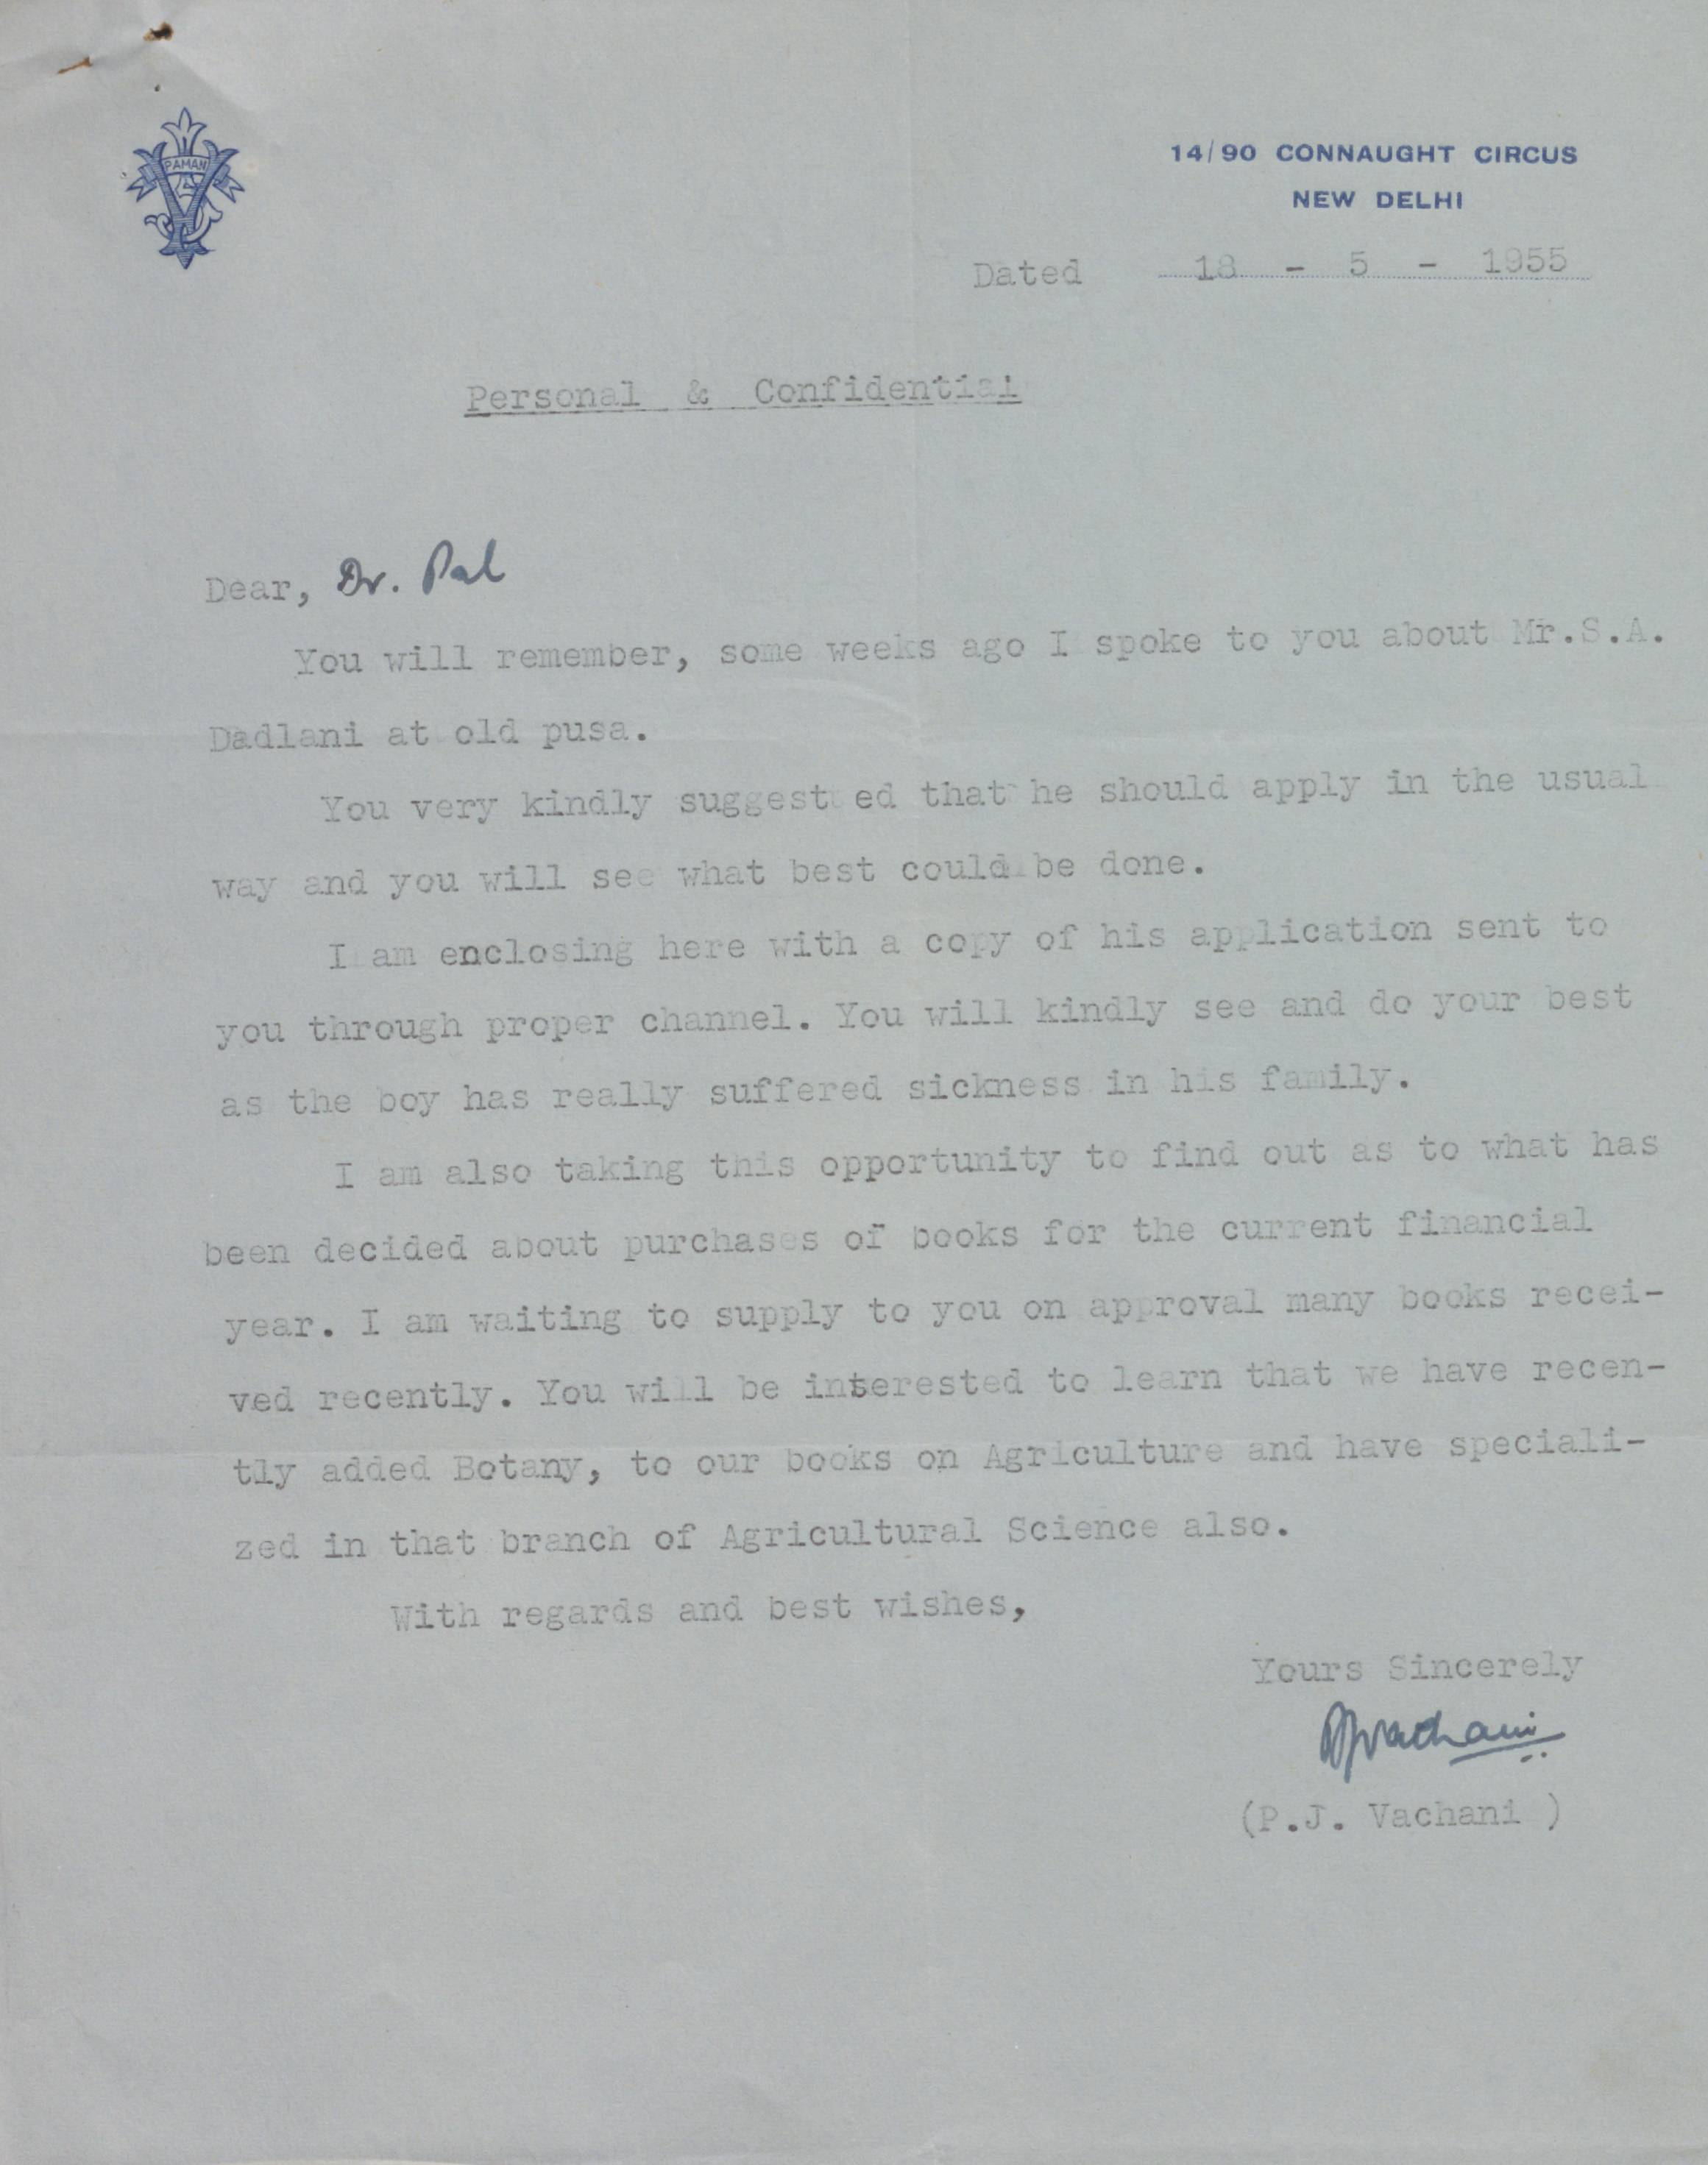 PAMAN
14/90 CONNAUGHT CIRCUS
NEW DELHI
Dated 18 - 5 - 1955
Personal & Confidential
Dear, Dr. Pal
You will remember, some weeks ago I spoke to you about Mr.S.A.
Dadlani at old pusa.
You very kindly suggest ed that he should apply in the usual
way and you will see what best could be done.
I am enclosing here with a copy of his application sent to
you through proper channel. You will kindly see and do your best
as the boy has really suffered sickness in his family.
I am also taking this opportunity to find out as to what has
been decided about purchases of books for the current financial
year. I am waiting to supply to you on approval many books recei-
ved recently. You will be interested to learn that we have recen-
tly added Botany, to our books on Agriculture and have speciali-
zed in that branch of Agricultural Science also.
With regards and best wishes,
Yours Sincerely
PJVachani
(P.J. Vachani )